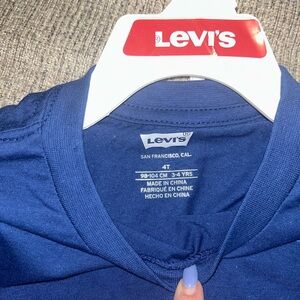 LEVI'S
Levi's
SAN FRANCISCO, CAL.
4T
98-104 CM 3-4 YRS
MADE IN CHINA
FABRIQUÉ EN CHINE
HECHO EN CHINA